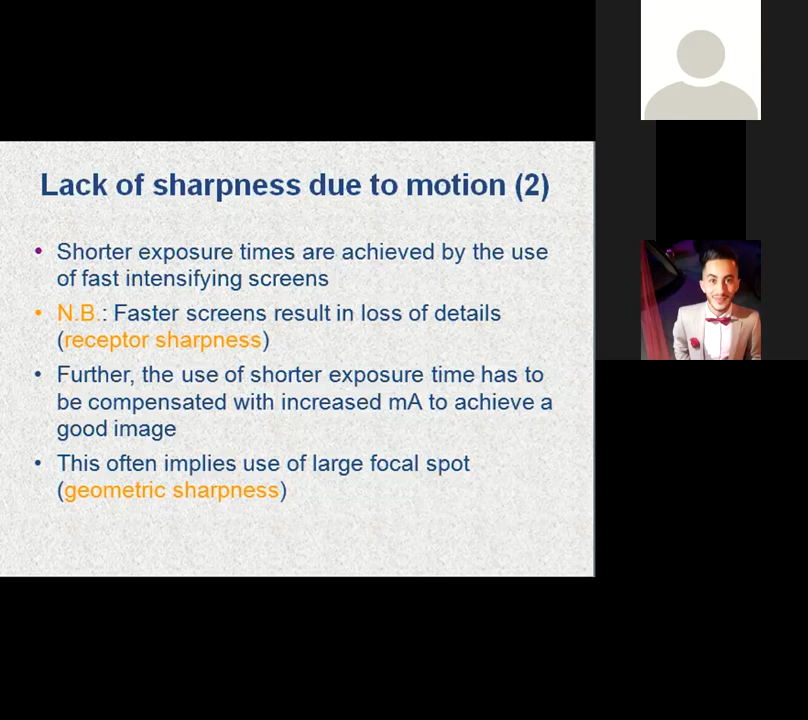 Lack of sharpness due to motion (2)
• Shorter exposure times are achieved by the use
of fast intensifying screens
• N.B.: Faster screens result in loss of details
(receptor sharpness)
• Further, the use of shorter exposure time has to
be compensated with increased mA to achieve a
good image
• This often implies use of large focal spot
(geometric sharpness)